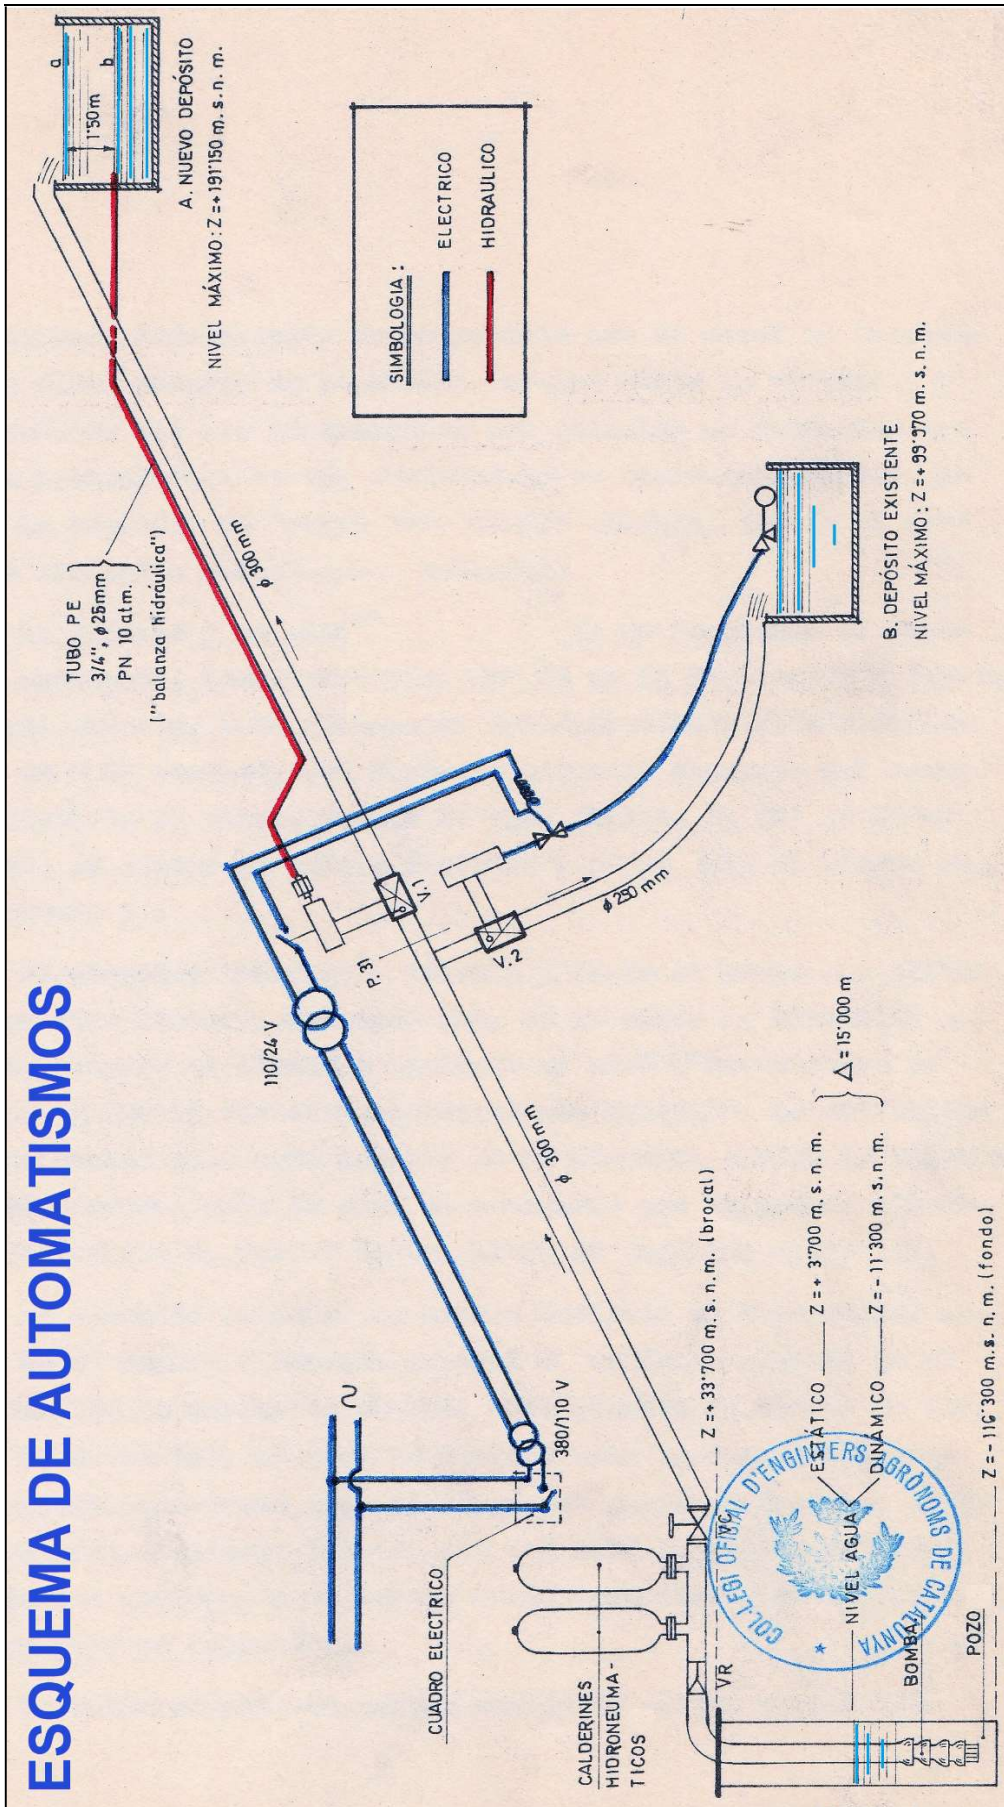 ESQUEMA DE AUTOMATISMOS
TUBO PE
3/4", ϕ25mm
PN 10 atm.
("balanza hidráulica")
a
b
1'50m
A. NUEVO DEPÓSITO
NIVEL MÁXIMO: Z=+191'150 m. s. n. m.
SIMBOLOGIA:
ELECTRICO
HIDRAULICO
ϕ 300 mm
110/24 V
P.31
V.1
V.2
ϕ 250 mm
B. DEPÓSITO EXISTENTE
NIVEL MÁXIMO: Z=+99'970 m. s. n. m.
CUADRO ELECTRICO
380/110 V
ϕ 300 mm
CALDERINES
HIDRONEUMA-
TICOS
VR
VC
Z=+33'700 m. s. n. m. (brocal)
NIVEL AGUA
ESTÁTICO
Z=+3'700 m. s. n. m.
DINÁMICO
Z=-11'300 m. s. n. m.
△=15'000 m
BOMBA
POZO
Z=-116'300 m. s. n. m. (fondo)
COL·LEGI OFICIAL D'ENGINYERS AGRÒNOMS DE CATALUNYA